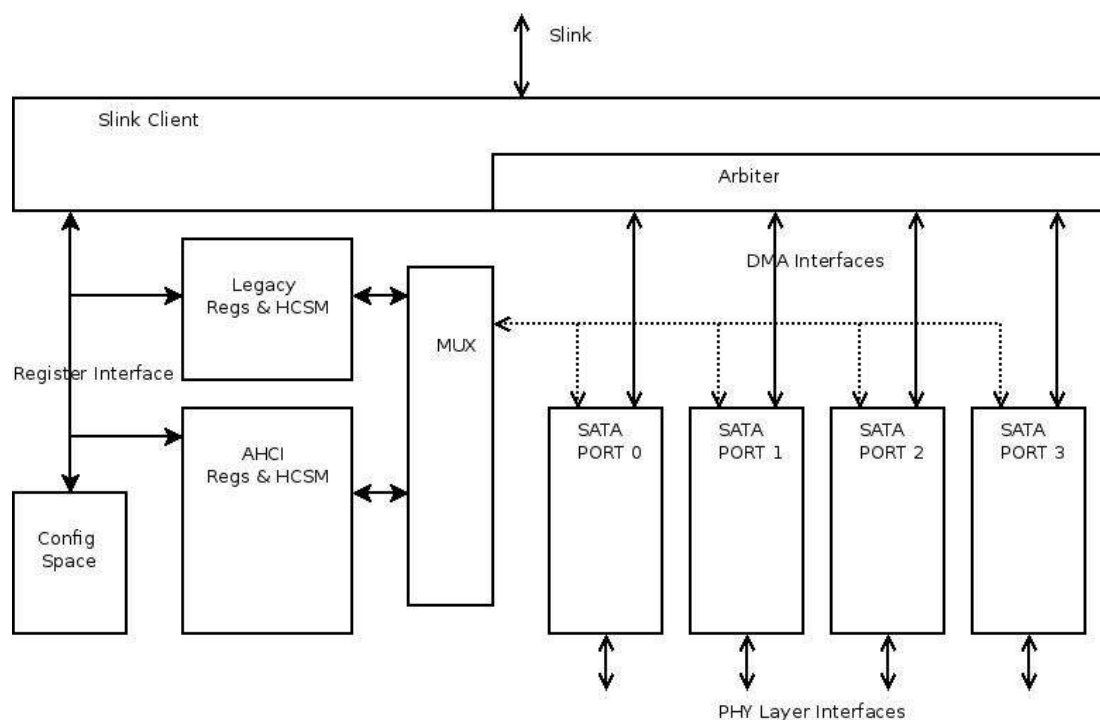 Slink
Slink Client
Arbiter
DMA Interfaces
Legacy
Regs & HCSM
MUX
Register Interface
AHCI
Regs & HCSM
Config
Space
SATA
PORT 0
SATA
PORT 1
SATA
PORT 2
SATA
PORT 3
PHY Layer Interfaces